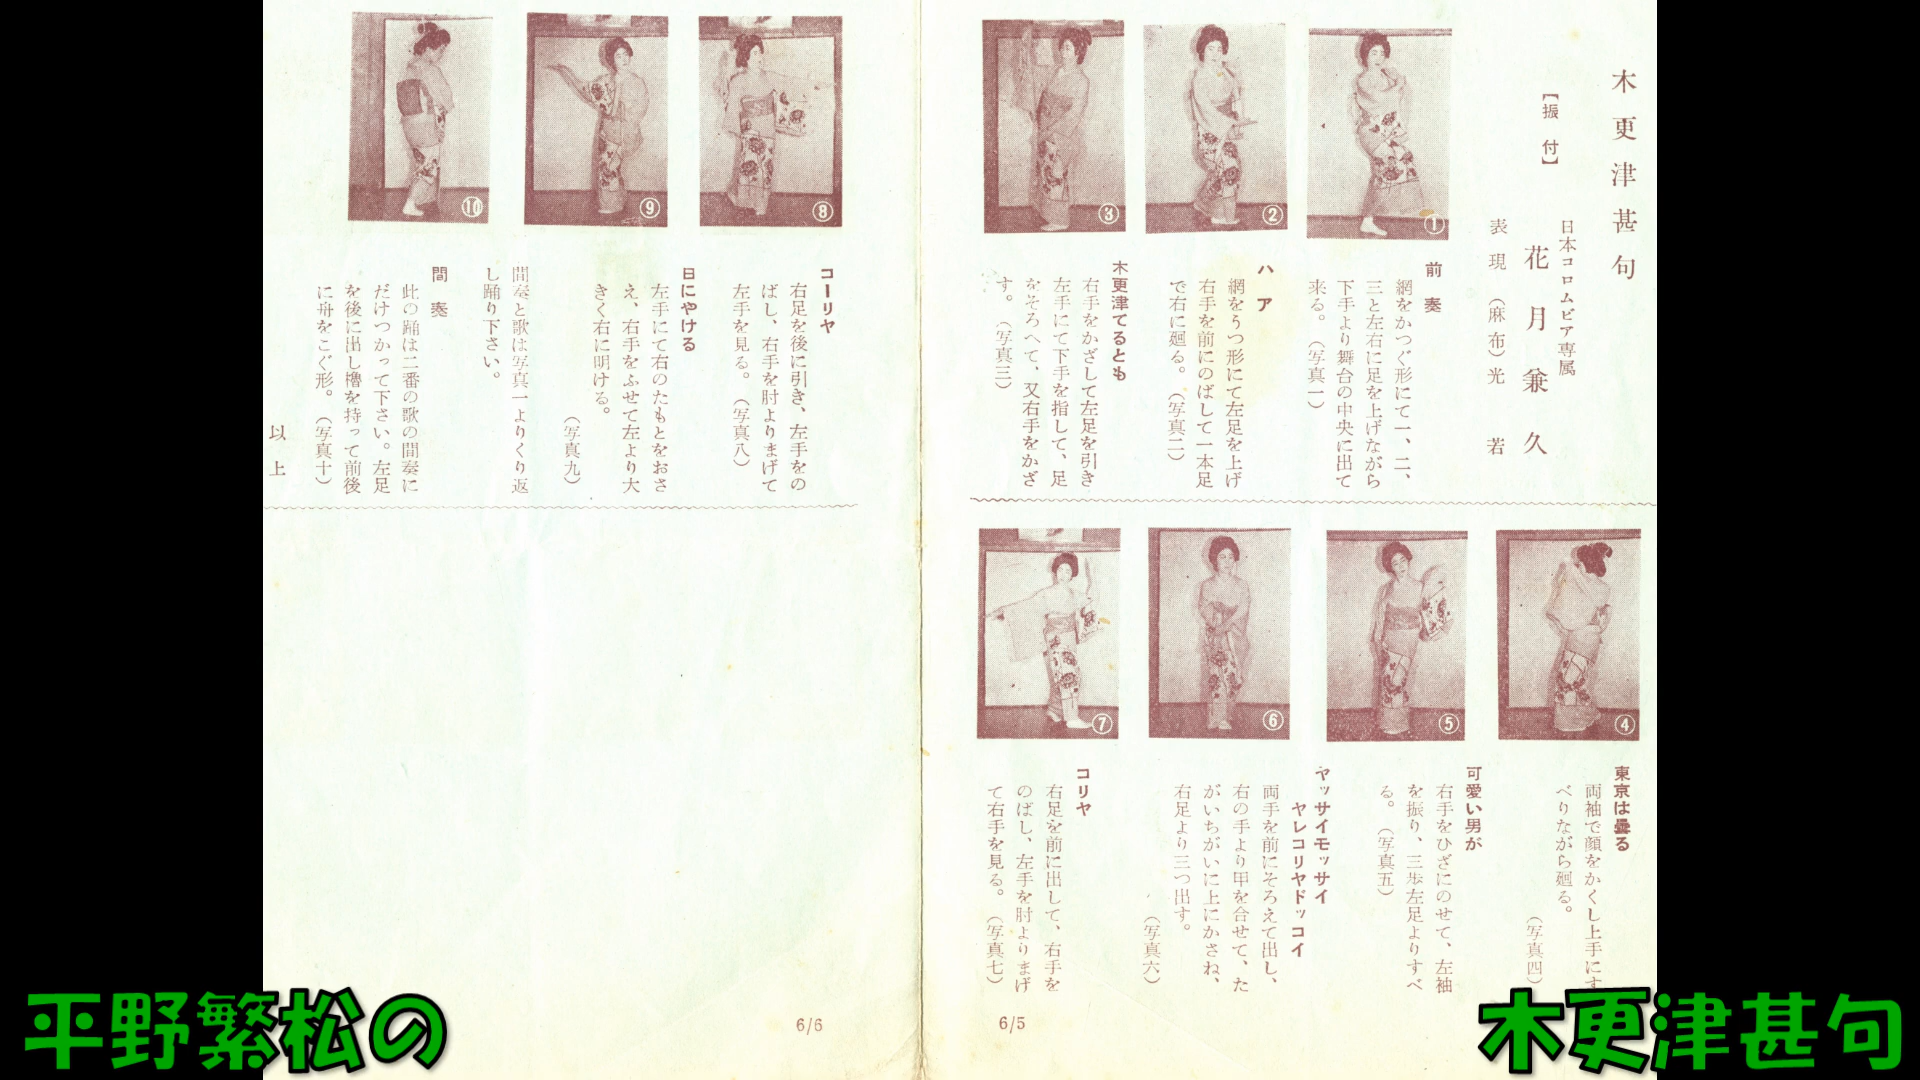 木更津甚句
【振付】
日本コロムビア専属
花月兼久
表現（麻布）光若
①
②
③
前奏
網をかつぐ形にて一、二、
三と左右に足を上げながら
下手より舞台の中央に出て
来る。（写真一）
ハア
網をうつ形にて左足を上げ
右手を前にのばして一本足
で右に廻る。（写真二）
木更津てるとも
右手をかざして左足を引き
左手にて下手を指して、足
をそろへて、又右手をかざ
す。（写真三）
④
⑤
⑥
⑦
東京は曇る
両袖で顔をかくし上手にす
べりながら廻る。
（写真四）
可愛い男が
右手をひざにのせて、左袖
を振り、三歩左足よりすべ
る。（写真五）
ヤッサイモッサイ
ヤレコリヤドッコイ
両手を前にそろえて出し、
右の手より甲を合せて、た
がいちがいに上にかさね、
右足より三つ出す。
（写真六）
コリヤ
右足を前に出して、右手を
のばし、左手を肘よりまげ
て右手を見る。（写真七）
6/5
⑧
⑨
⑩
コーリヤ
右足を後に引き、左手をの
ばし、右手を肘よりまげて
左手を見る。（写真八）
日にやける
左手にて右のたもとをおさ
え、右手をふせて左より大
きく右に明ける。
（写真九）
間奏と歌は写真一よりくり返
し踊り下さい。
間奏
此の踊は二番の歌の間奏に
だけつかって下さい。左足
を後に出し櫓を持って前後
に舟をこぐ形。（写真十）
以上
6/6
平野繁松の
木更津甚句